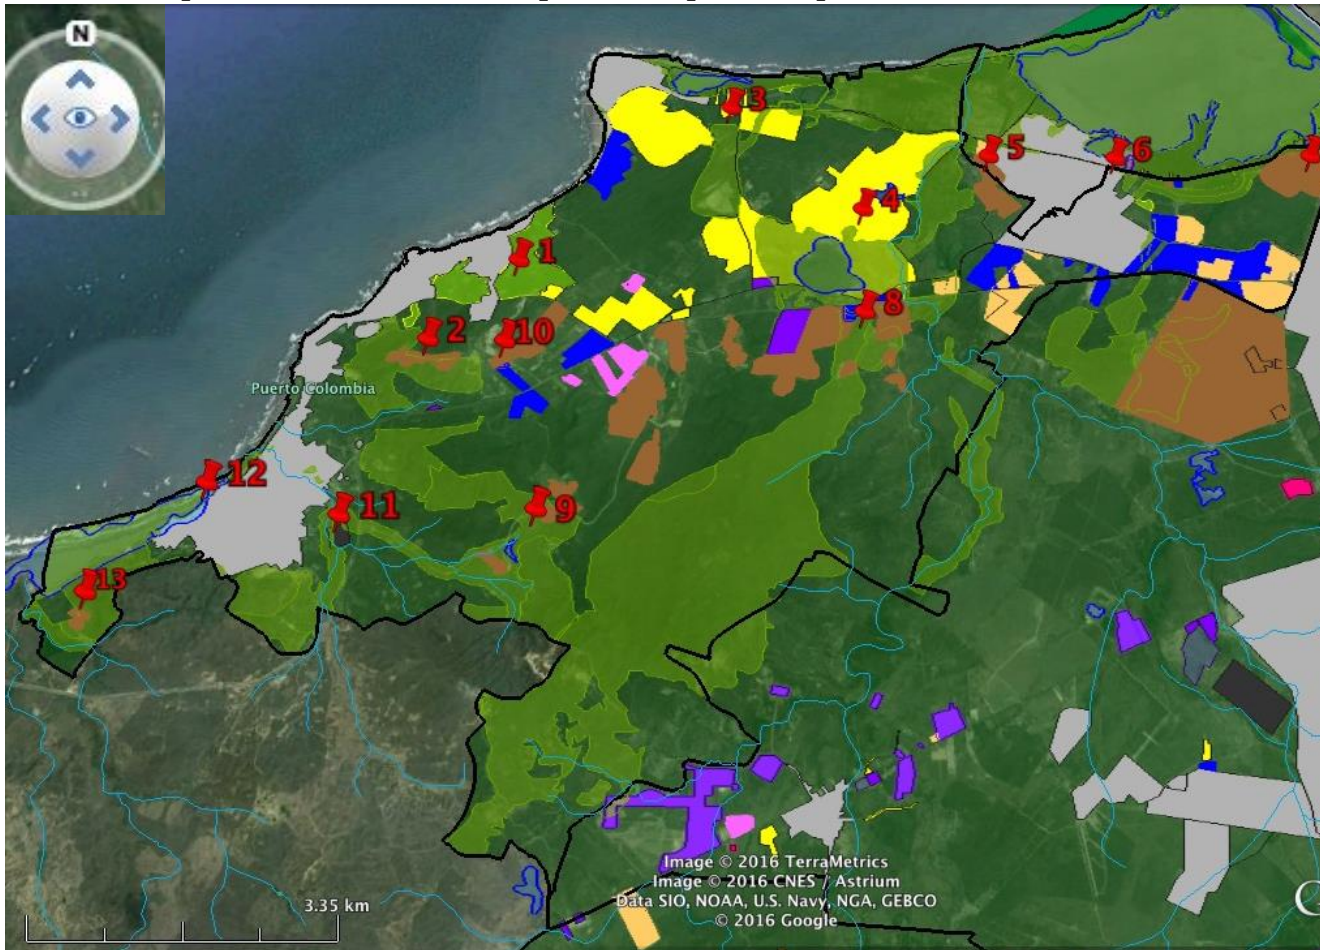 N
3
5
6
4
1
8
2
10
Puerto Colombia
12
11
9
13
Image © 2016 TerraMetrics
Image © 2016 CNES / Astrium
Data SIO, NOAA, U.S. Navy, NGA, GEBCO
© 2016 Google
3.35 km